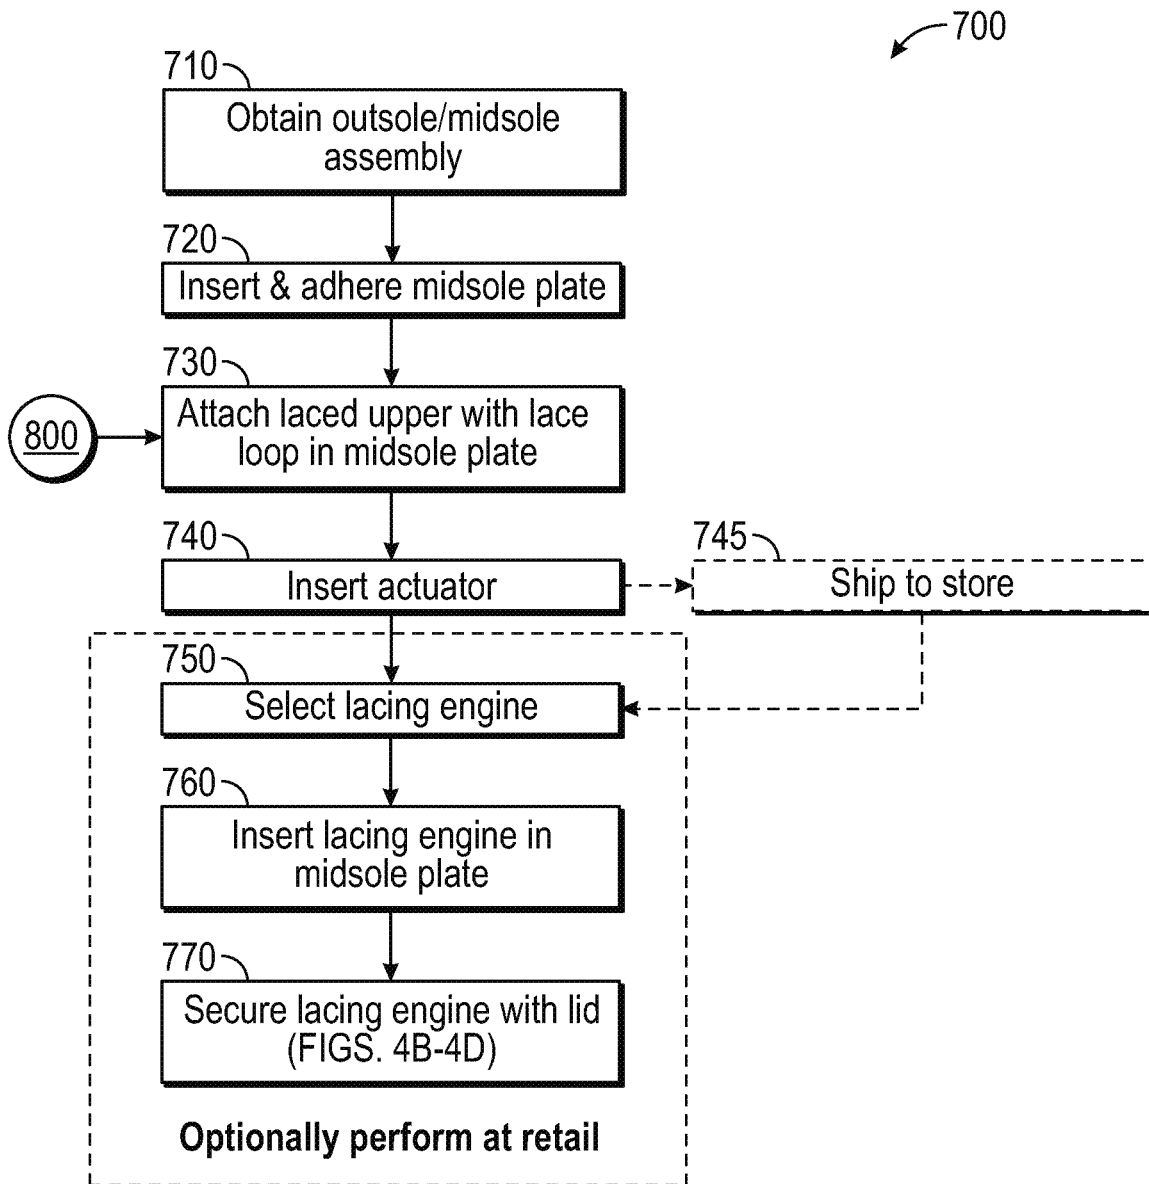 700
710
Obtain outsole/midsole
assembly
720
Insert & adhere midsole plate
730
800
Attach laced upper with lace
loop in midsole plate
740
Insert actuator
745
Ship to store
750
Select lacing engine
760
Insert lacing engine in
midsole plate
770
Secure lacing engine with lid
(FIGS. 4B-4D)
Optionally perform at retail